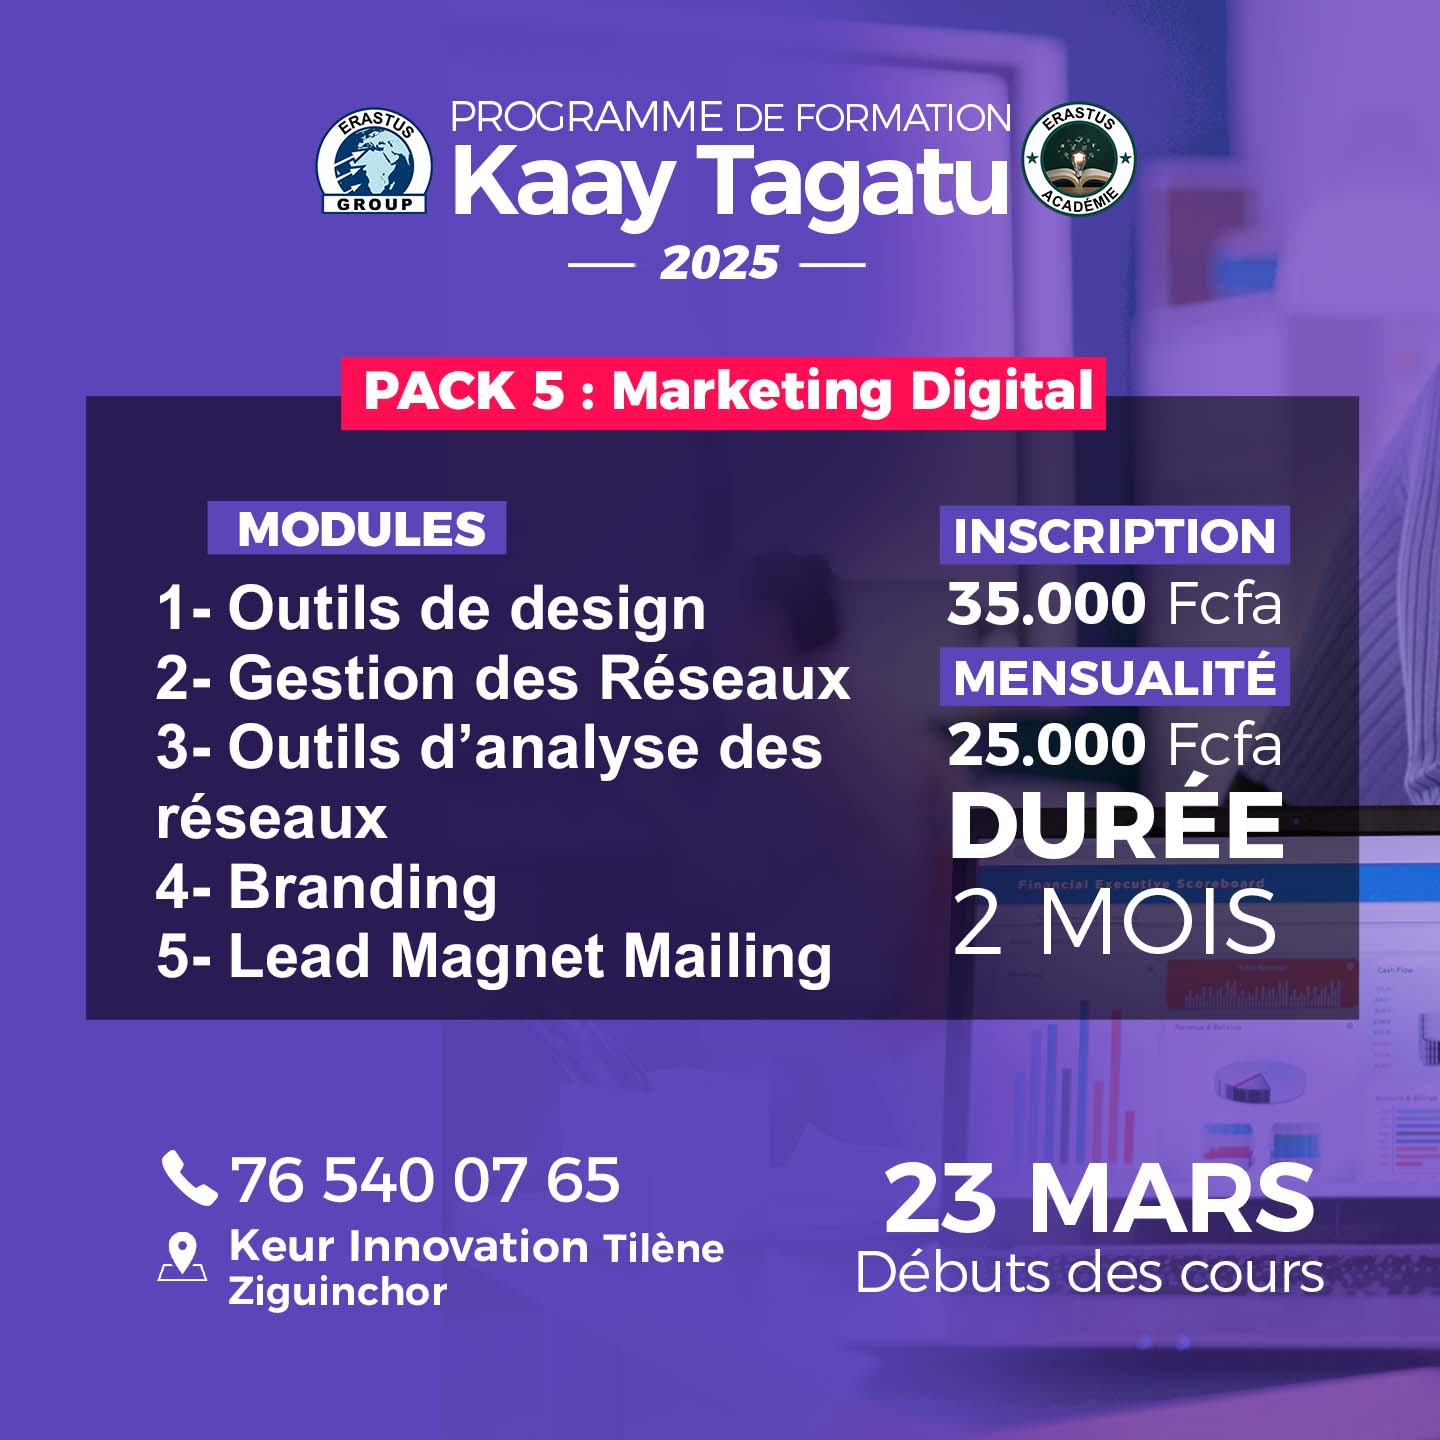 PROGRAMME DE FORMATION
Kaay Tagatu
2025
ERASTUS
GROUP
ERASTUS
ACADÉMIE
PACK 5 : Marketing Digital
MODULES
1- Outils de design
2- Gestion des Réseaux
3- Outils d’analyse des
réseaux
4- Branding
5- Lead Magnet Mailing
INSCRIPTION
35.000 Fcfa
MENSUALITÉ
25.000 Fcfa
DURÉE
2 MOIS
Financial Executive Scoreboard
Cash Flow
76 540 07 65
Keur Innovation Tilène
Ziguinchor
23 MARS
Débuts des cours